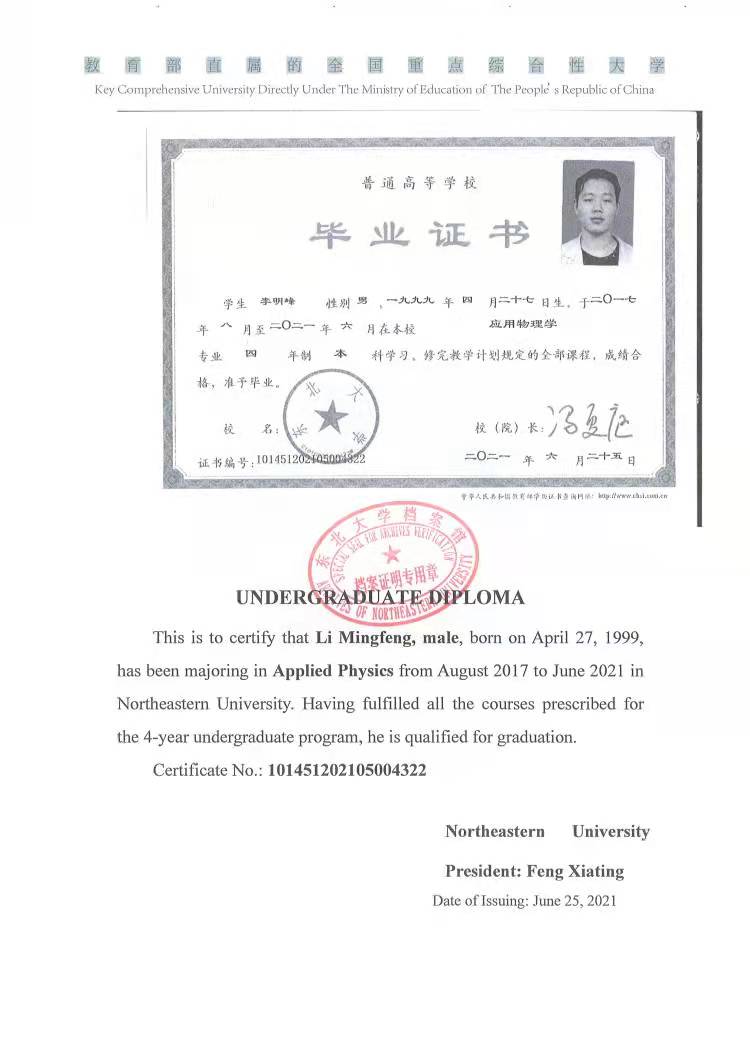 教育部直属的全国重点综合性大学
Key Comprehensive University Directly Under The Ministry of Education of The People's Republic of China
普通高等学校
毕业证书
学生 李明峰 性别 男 ,一九九九 年 四 月二十七 日生, 于二〇一七
年 八 月至 二〇二一 年 六 月在本校 应用物理学
专业 四 年制 本 科学习, 修完教学计划规定的全部课程, 成绩合
格, 准予毕业。
东北大学
校 名:
校(院)长: 冯夏庭
证书编号: 101451202105004322
二〇二一 年 六 月二十五 日
中华人民共和国教育部学历证书查询网址: http://www.chsi.com.cn
东北大学档案馆
SPECIAL SEAL FOR ARCHIVES VERIFICATION
档案证明专用章
ARCHIVES OF NORTHEASTERN UNIVERSITY
UNDERGRADUATE DIPLOMA
This is to certify that Li Mingfeng, male, born on April 27, 1999,
has been majoring in Applied Physics from August 2017 to June 2021 in
Northeastern University. Having fulfilled all the courses prescribed for
the 4-year undergraduate program, he is qualified for graduation.
Certificate No.: 101451202105004322
Northeastern University
President: Feng Xiating
Date of Issuing: June 25, 2021